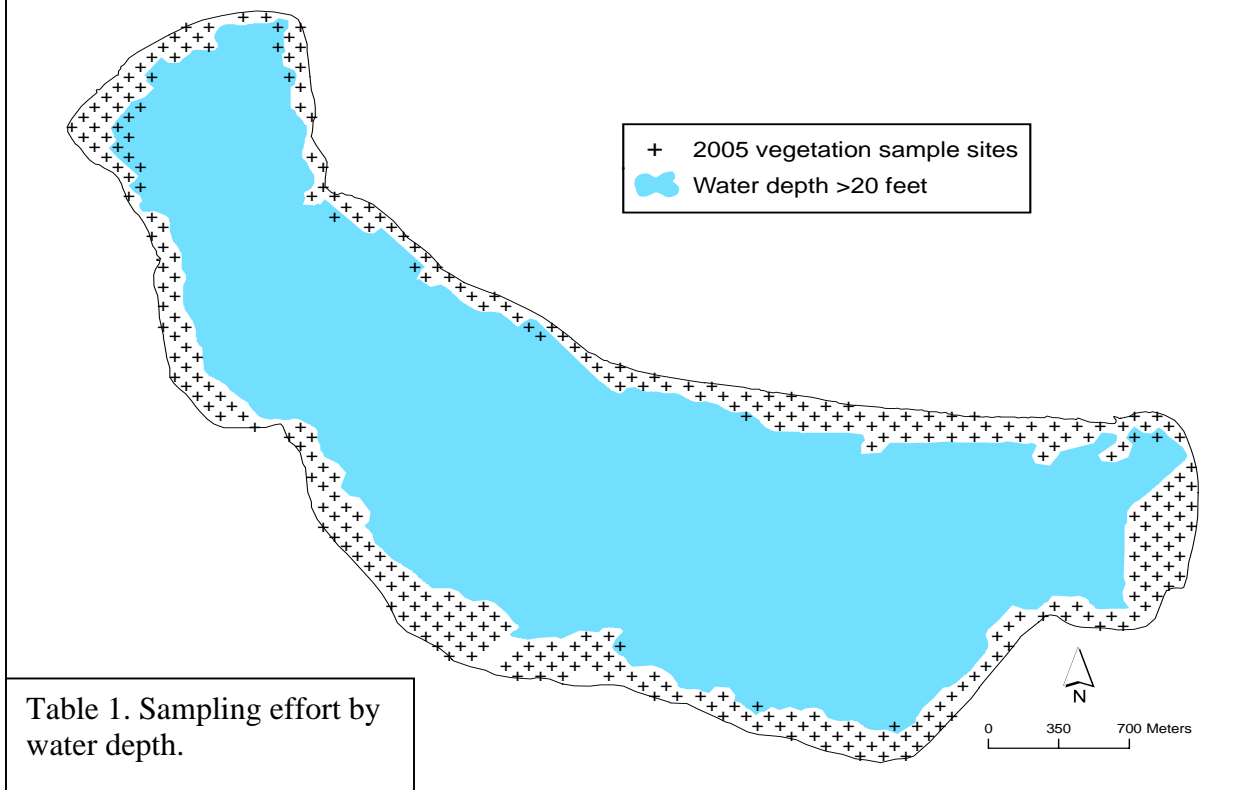 2005 vegetation sample sites
Water depth >20 feet
N
0 350 700 Meters
Table 1. Sampling effort by
water depth.